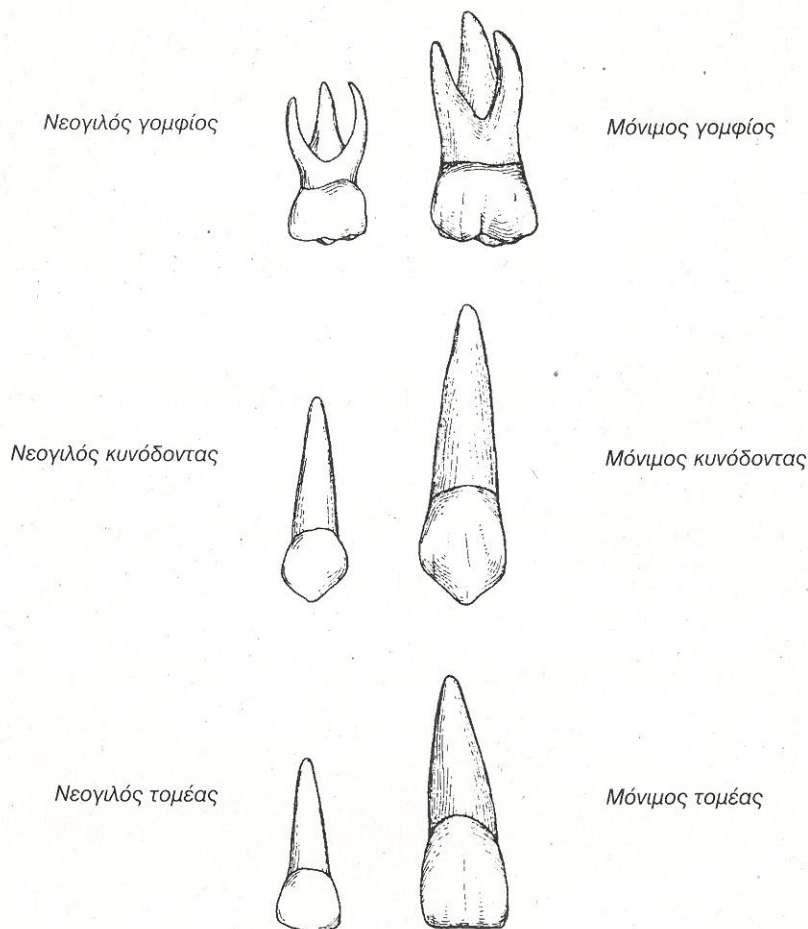 Νεογιλός γομφίος
Μόνιμος γομφίος
Νεογιλός κυνόδοντας
Μόνιμος κυνόδοντας
Νεογιλός τομέας
Μόνιμος τομέας